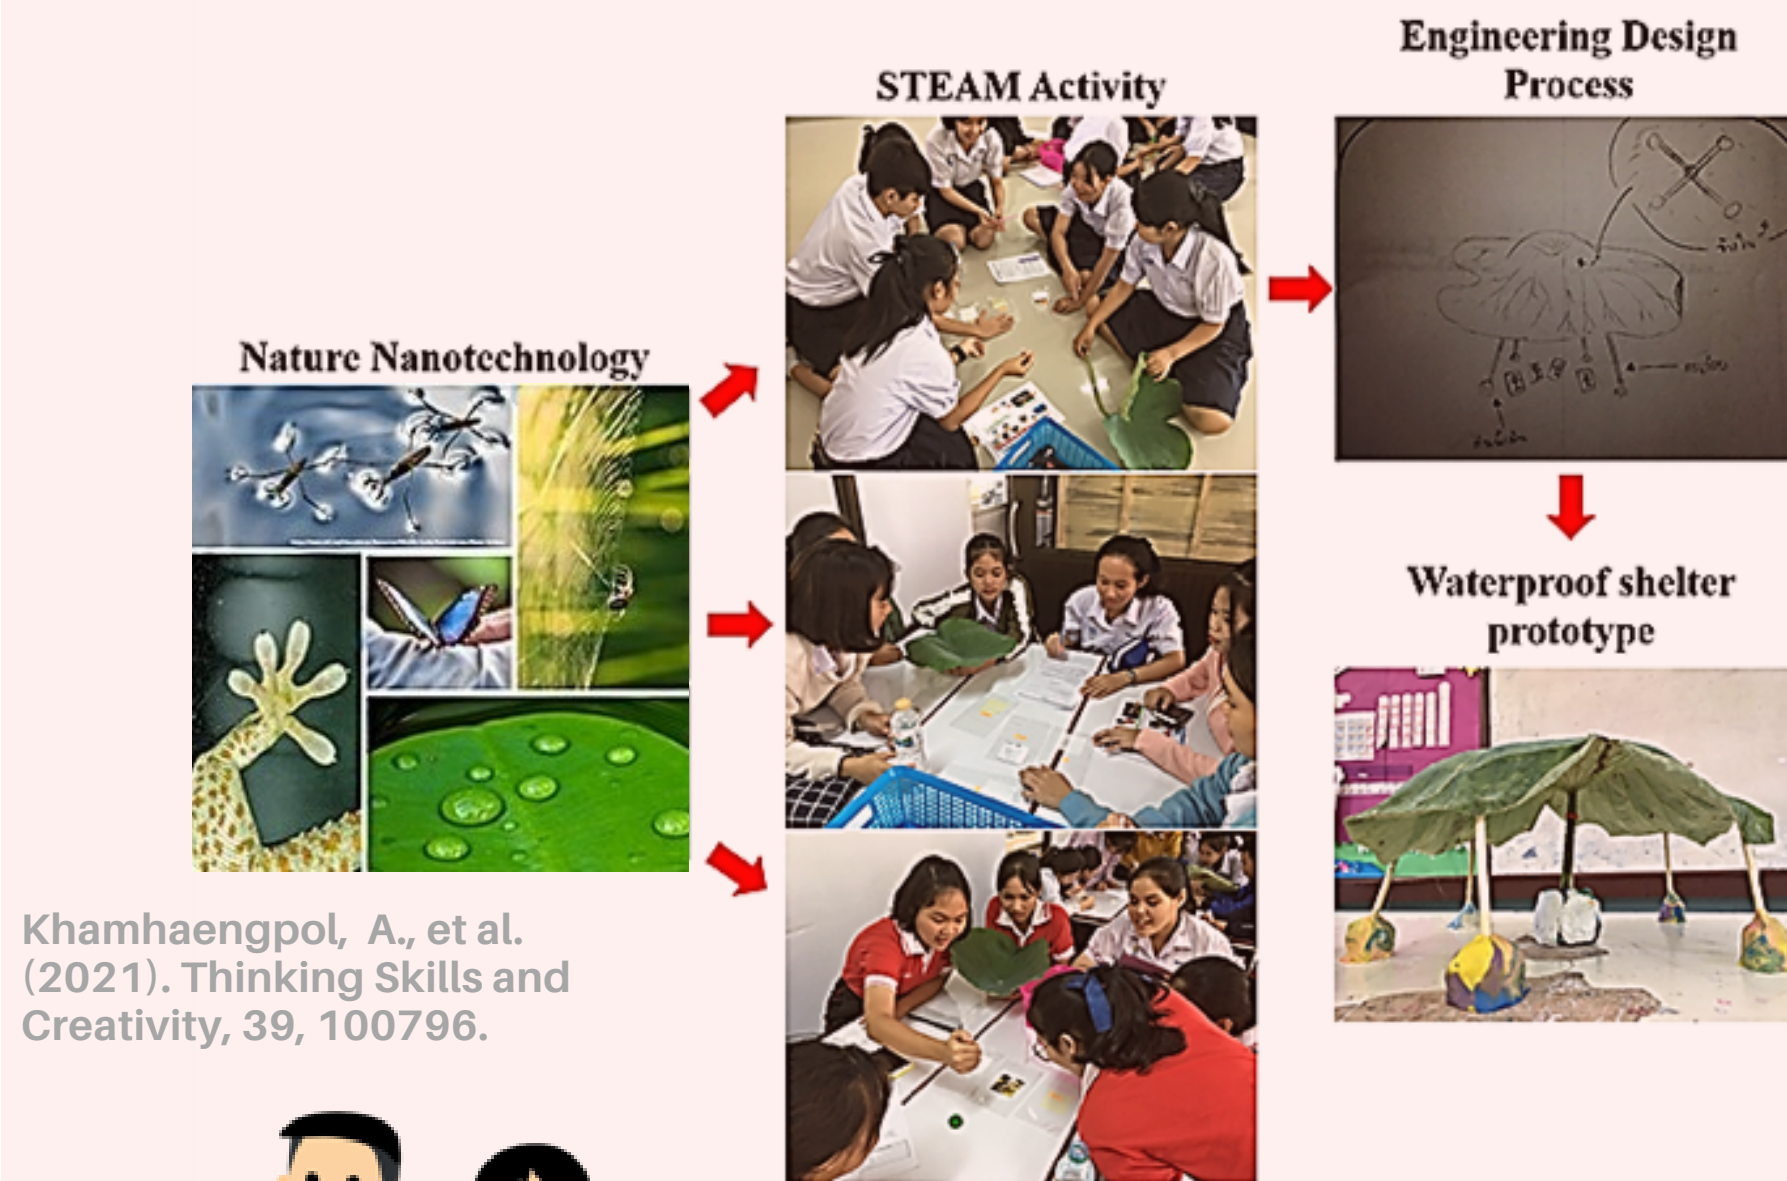 Engineering Design
Process
STEAM Activity
Nature Nanotechnology
Waterproof shelter
prototype
Khamhaengpol, A., et al.
(2021). Thinking Skills and
Creativity, 39, 100796.